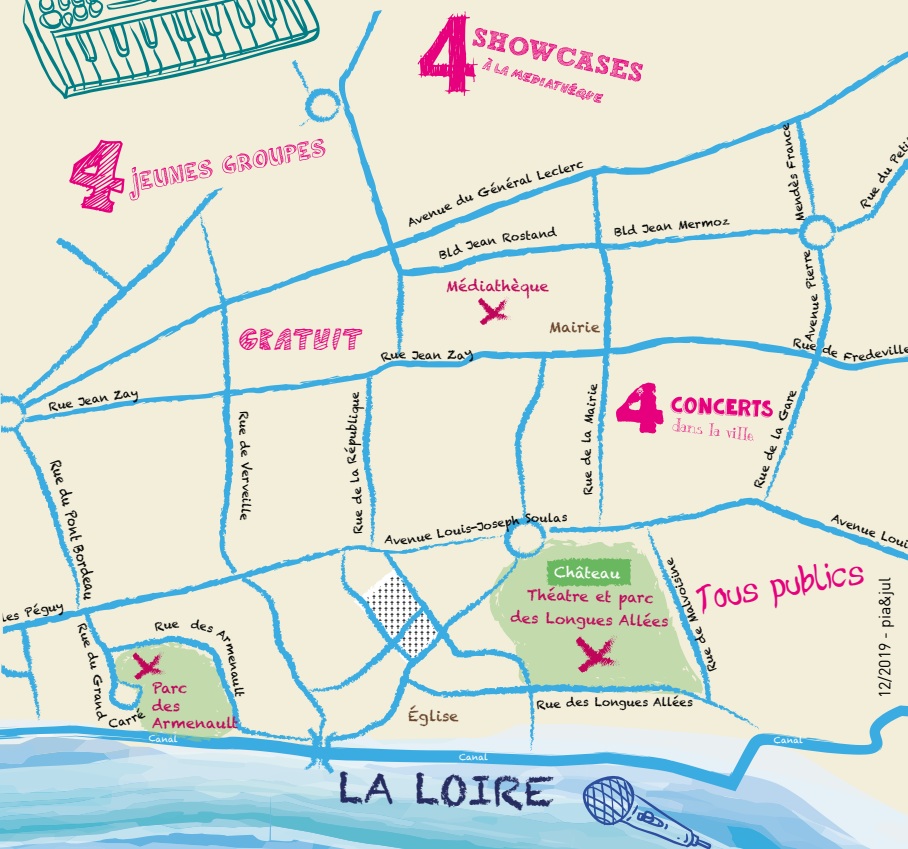 4 SHOWCASES
À LA MEDIATHÈQUE
4 JEUNES GROUPES
Avenue du Général Leclerc
Mendès France
Avenue Pierre
Bld Jean Rostand
Bld Jean Mermoz
Médiathèque
Mairie
GRATUIT
Rue Jean Zay
Rue de Fredeville
Rue Jean Zay
4 CONCERTS
dans la ville
Rue de Verveille
Rue de La République
Rue de la Mairie
Rue de la Gare
Rue du Pont Bordeau
Avenue Louis-Joseph Soulas
Avenue Loui
Château
Théatre et parc
des Longues Allées
Rue de Malvoisine
Tous publics
les Péguy
Rue des Armenault
Rue du Grand Carré
Parc
des
Armenault
Rue des Longues Allées
Église
12/2019 - pia&jul
Canal
Canal
Canal
LA LOIRE